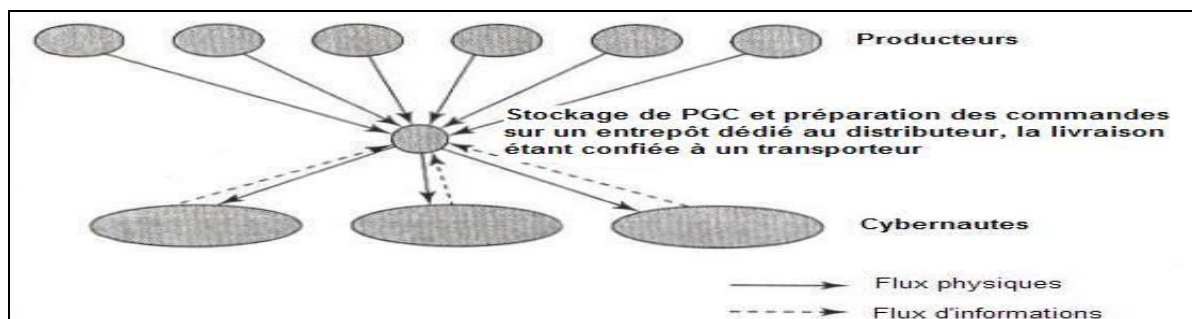 Producteurs
Stockage de PGC et préparation des commandes
sur un entrepôt dédié au distributeur, la livraison
étant confiée à un transporteur
Cybernautes
Flux physiques
Flux d'informations